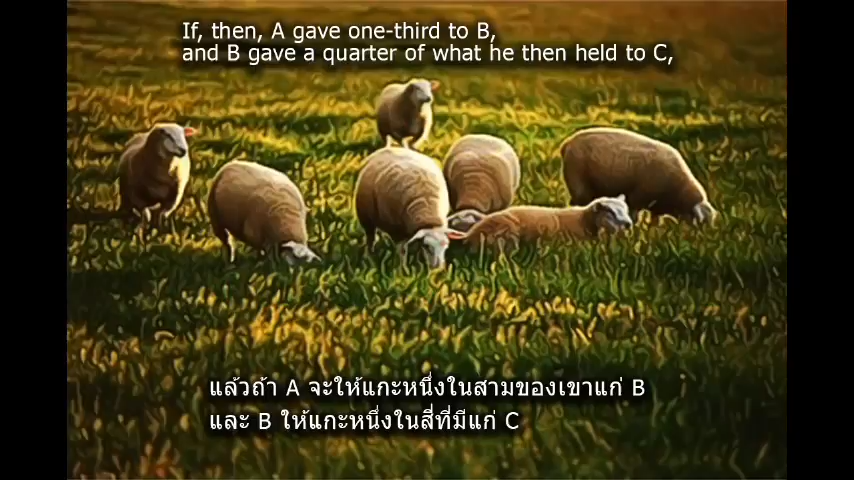 If, then, A gave one-third to B,
and B gave a quarter of what he then held to C,
แล้วถ้า A จะให้แกะหนึ่งในสามของเขาแก่ B
และ B ให้แกะหนึ่งในสี่ที่มีแก่ C